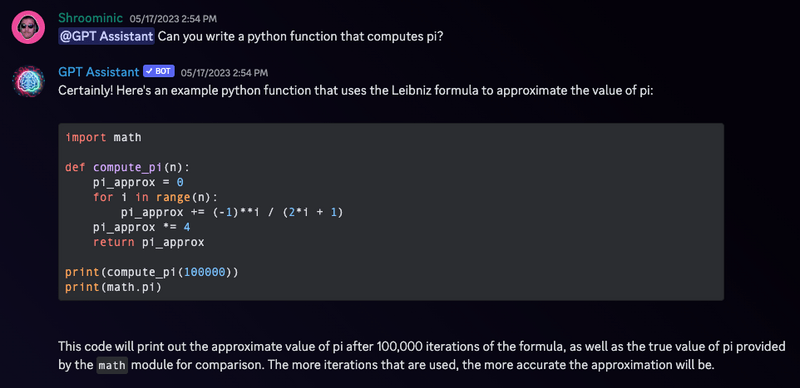 Shroominic 05/17/2023 2:54 PM
@GPT Assistant Can you write a python function that computes pi?
GPT Assistant ✓ BOT 05/17/2023 2:54 PM
Certainly! Here's an example python function that uses the Leibniz formula to approximate the value of pi:
import math
def compute_pi(n):
    pi_approx = 0
    for i in range(n):
        pi_approx += (-1)**i / (2*i + 1)
    pi_approx *= 4
    return pi_approx
print(compute_pi(100000))
print(math.pi)
This code will print out the approximate value of pi after 100,000 iterations of the formula, as well as the true value of pi provided
by the math module for comparison. The more iterations that are used, the more accurate the approximation will be.